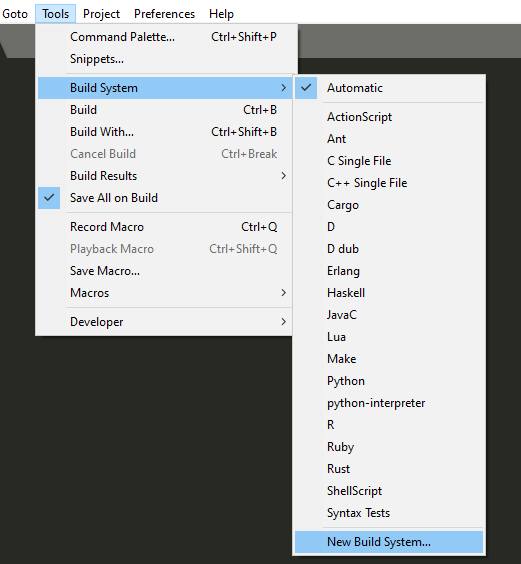 Goto Tools Project Preferences Help
Command Palette... Ctrl+Shift+P
Snippets...
Build System
Build Ctrl+B
Build With... Ctrl+Shift+B
Cancel Build Ctrl+Break
Build Results
Save All on Build
Record Macro Ctrl+Q
Playback Macro Ctrl+Shift+Q
Save Macro...
Macros
Developer
Automatic
ActionScript
Ant
C Single File
C++ Single File
Cargo
D
D dub
Erlang
Haskell
JavaC
Lua
Make
Python
python-interpreter
R
Ruby
Rust
ShellScript
Syntax Tests
New Build System...